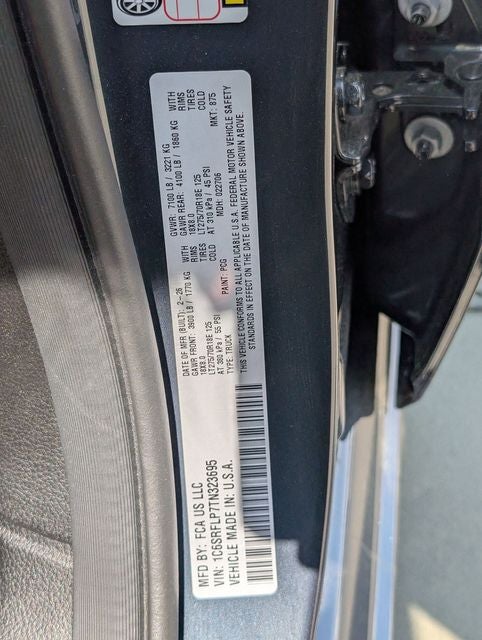 MFD BY: FCA US LLC
VIN: 1C6SRFLP7TN323695
VEHICLE MADE IN: U.S.A.
DATE OF MFR (BUILT): 2-26
GAWR FRONT: 3900 LB / 1770 KG WITH
18X8.0 RIMS
LT275/70R18E 125 TIRES
AT 380 kPa / 55 PSI COLD
TYPE: TRUCK
PAINT: PCG
GVWR: 7100 LB / 3221 KG
GAWR REAR: 4100 LB / 1860 KG WITH
18X8.0 RIMS
LT275/70R18E 125 TIRES
AT 310 kPa / 45 PSI COLD
MDH: 022706
MKT: 875
THIS VEHICLE CONFORMS TO ALL APPLICABLE U.S.A. FEDERAL MOTOR VEHICLE SAFETY
STANDARDS IN EFFECT ON THE DATE OF MANUFACTURE SHOWN ABOVE.